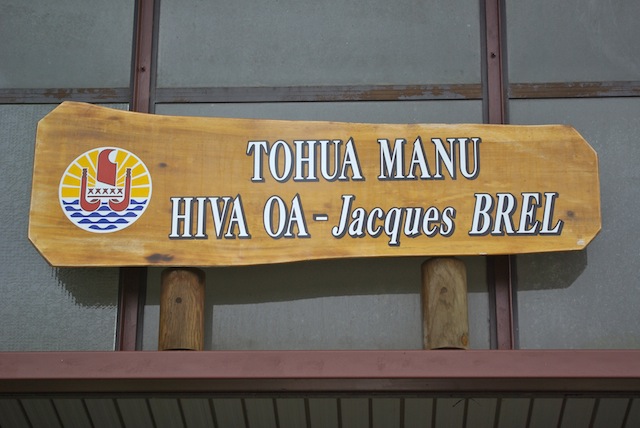 TOHUA MANU
HIVA OA - Jacques BREL